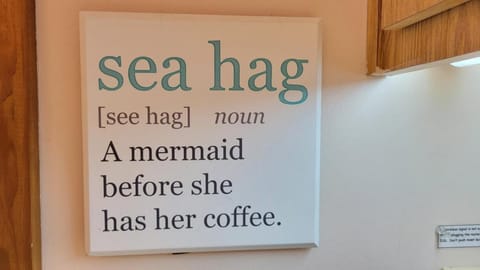 sea hag
[see hag] noun
A mermaid
before she
has her coffee.